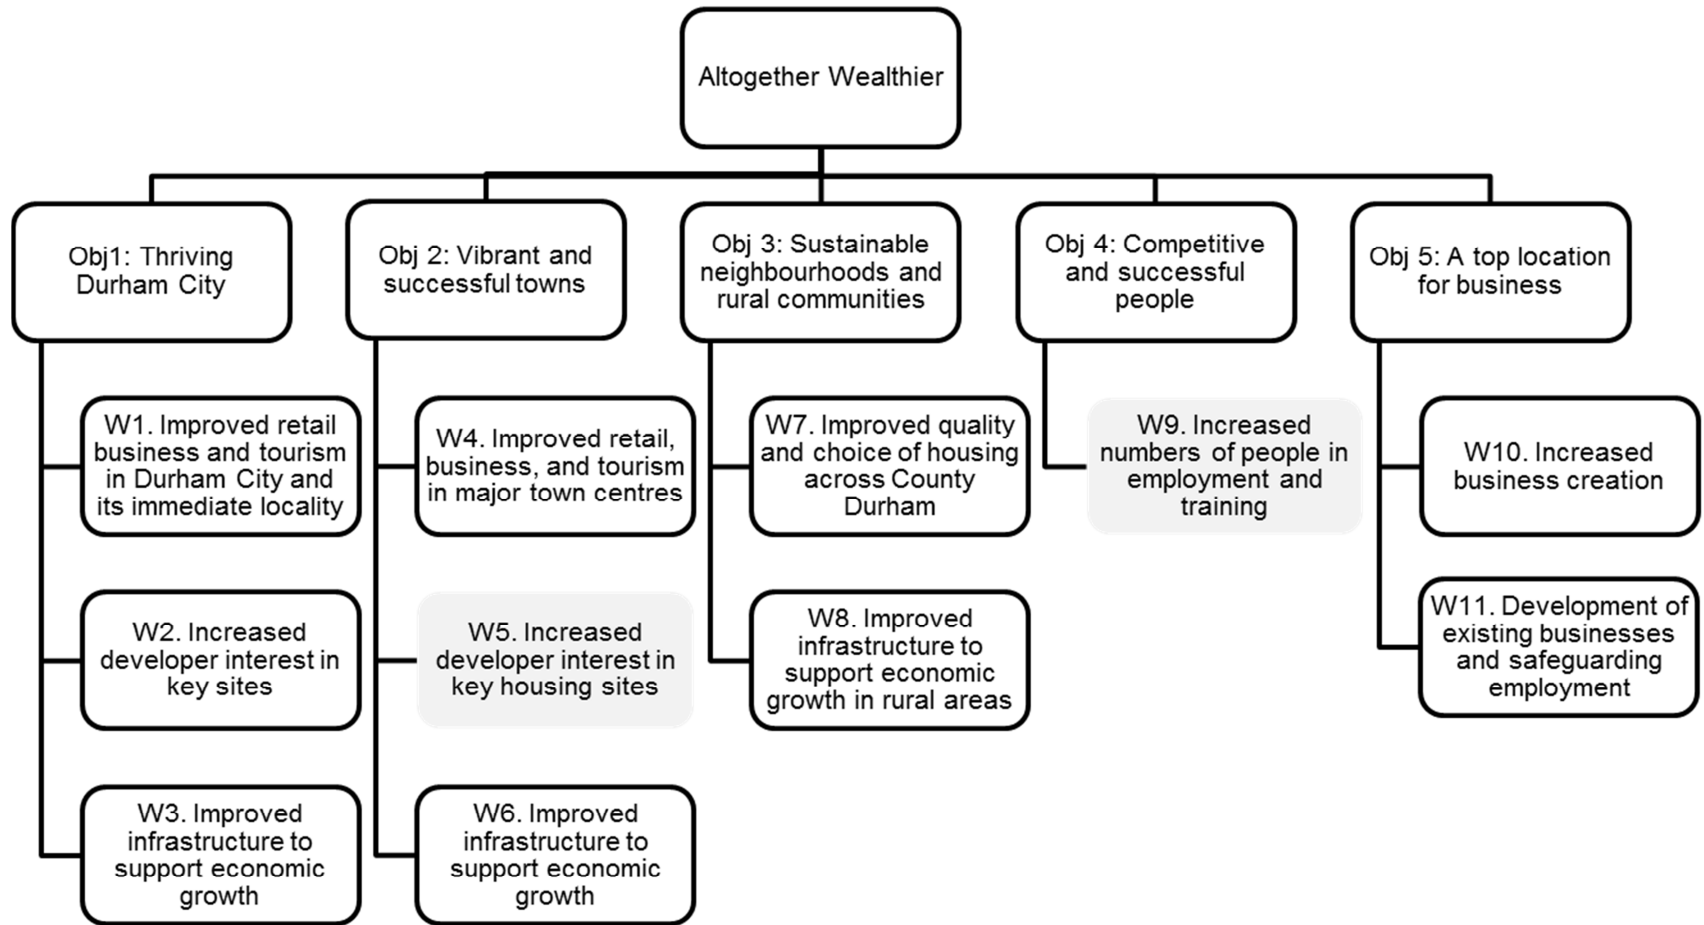 Altogether Wealthier
Obj1: Thriving
Durham City
Obj 2: Vibrant and
successful towns
Obj 3: Sustainable
neighbourhoods and
rural communities
Obj 4: Competitive
and successful
people
Obj 5: A top location
for business
W1. Improved retail
business and tourism
in Durham City and
its immediate locality
W2. Increased
developer interest in
key sites
W3. Improved
infrastructure to
support economic
growth
W4. Improved retail,
business, and tourism
in major town centres
W5. Increased
developer interest in
key housing sites
W6. Improved
infrastructure to
support economic
growth
W7. Improved quality
and choice of housing
across County
Durham
W8. Improved
infrastructure to
support economic
growth in rural areas
W9. Increased
numbers of people in
employment and
training
W10. Increased
business creation
W11. Development of
existing businesses
and safeguarding
employment